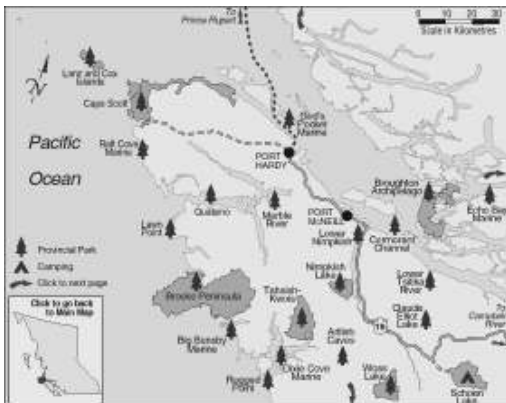 To
Prince Rupert
0 10 20 30
Scale in Kilometres
N
Lanz and Cox
Islands
Cape Scott
God's
Pocket
Marine
Pacific
Ocean
Raft Cove
Marine
PORT
HARDY
Broughton
Archipelago
Quatsino
Marble
River
PORT
McNEILL
Echo Bay
Marine
Lawn
Point
Lower
Nimpkish
Cormorant
Channel
Provincial Park
Camping
Click to next page
Nimpkish
Lake
Lower
Tsitika
River
Brooks Peninsula
Tahsish-
Kwois
Claude
Elliot
Lake
To
Campbell
River
19
Click to go back
to Main Map
Big Bunsby
Marine
Artlish
Caves
Rugged
Point
Dixie Cove
Marine
Woss
Lake
Schoen
Lake